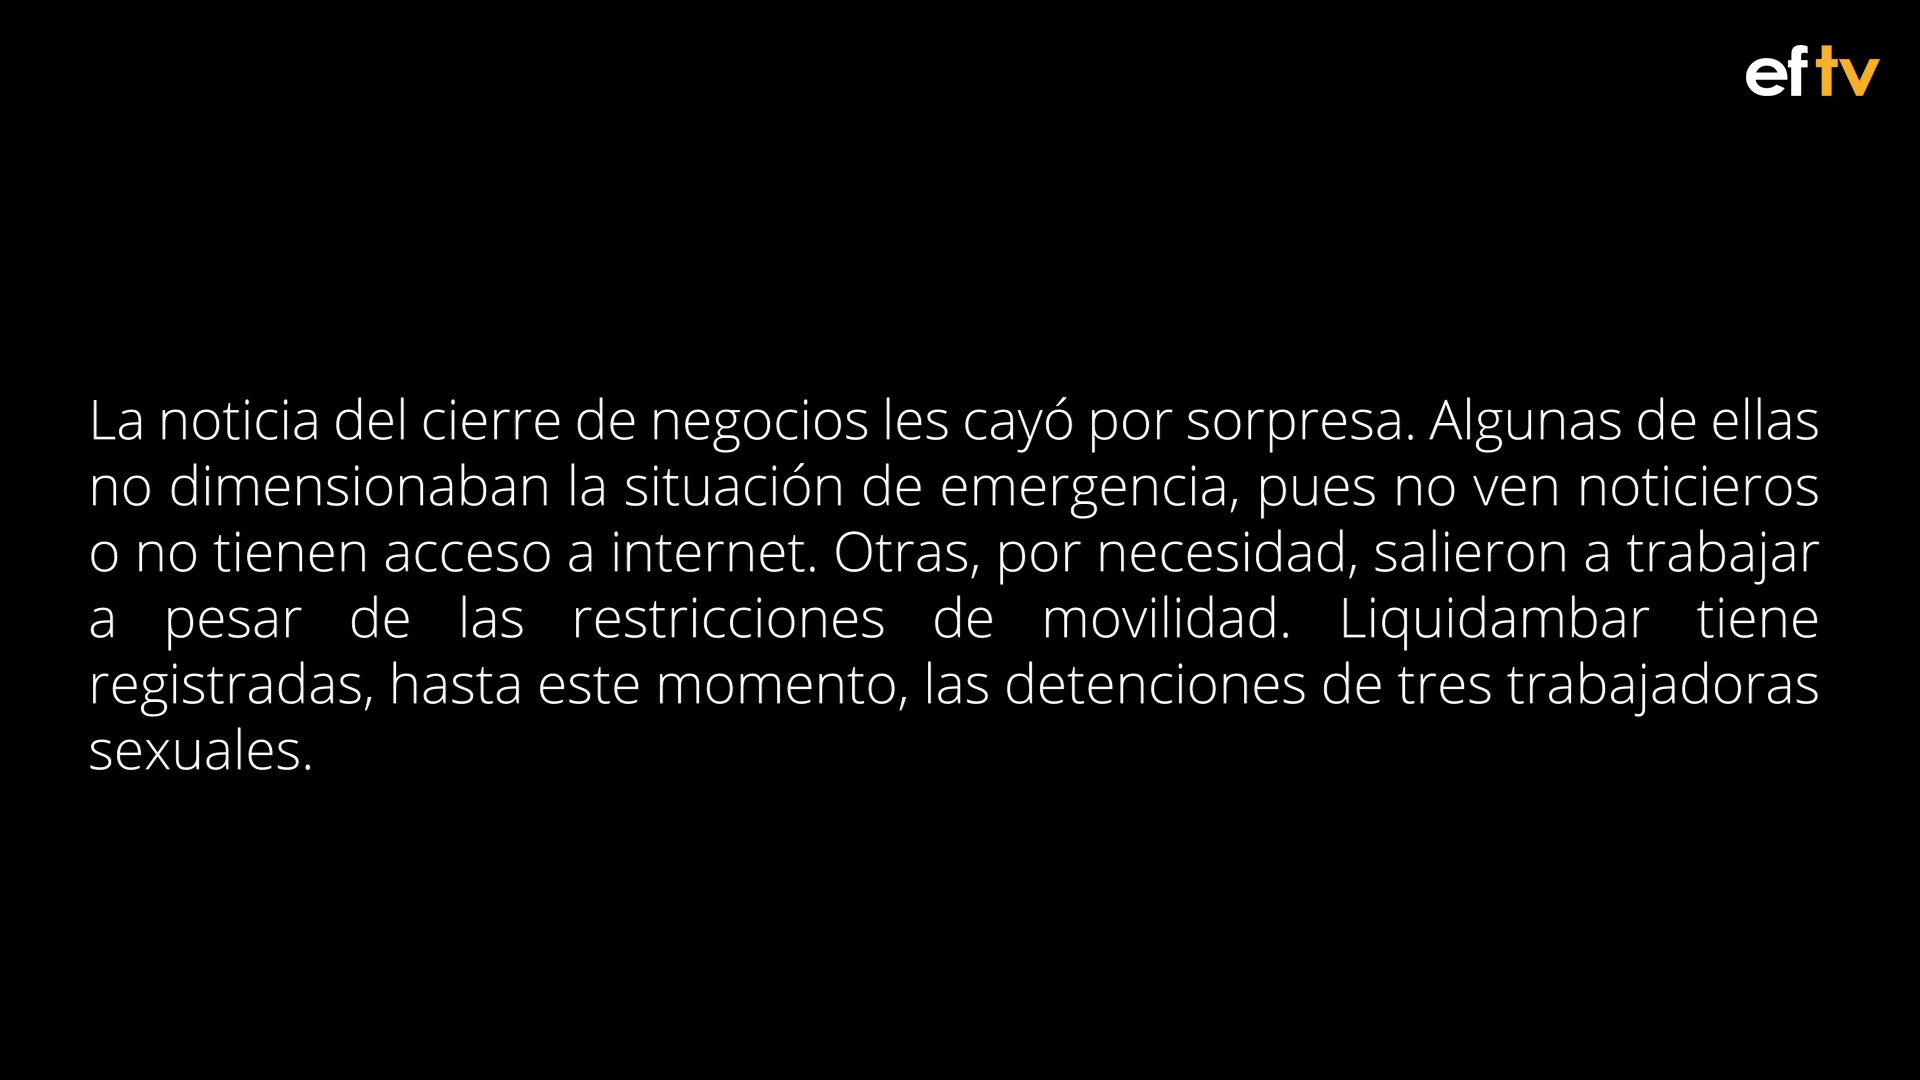 ef tv
La noticia del cierre de negocios les cayó por sorpresa. Algunas de ellas
no dimensionaban la situación de emergencia, pues no ven noticieros
o no tienen acceso a internet. Otras, por necesidad, salieron a trabajar
a pesar de las restricciones de movilidad. Liquidambar tiene
registradas, hasta este momento, las detenciones de tres trabajadoras
sexuales.